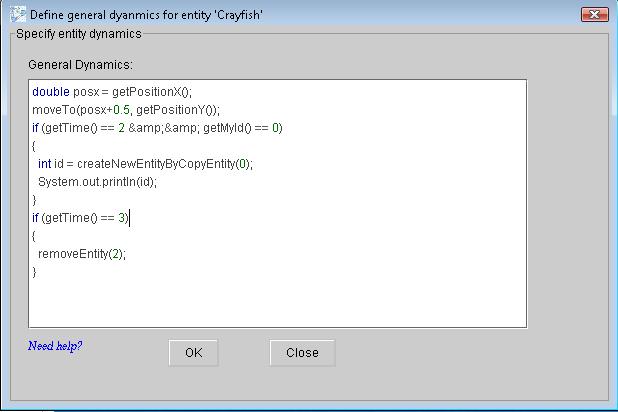 Define general dyanmics for entity 'Crayfish'
Specify entity dynamics
General Dynamics:
double posx = getPositionX();
moveTo(posx+0.5, getPositionY());
if (getTime() == 2 &amp;&amp; getMyId() == 0)
{
int id = createNewEntityByCopyEntity(0);
System.out.println(id);
}
if (getTime() == 3)
{
removeEntity(2);
}
Need help?
OK
Close